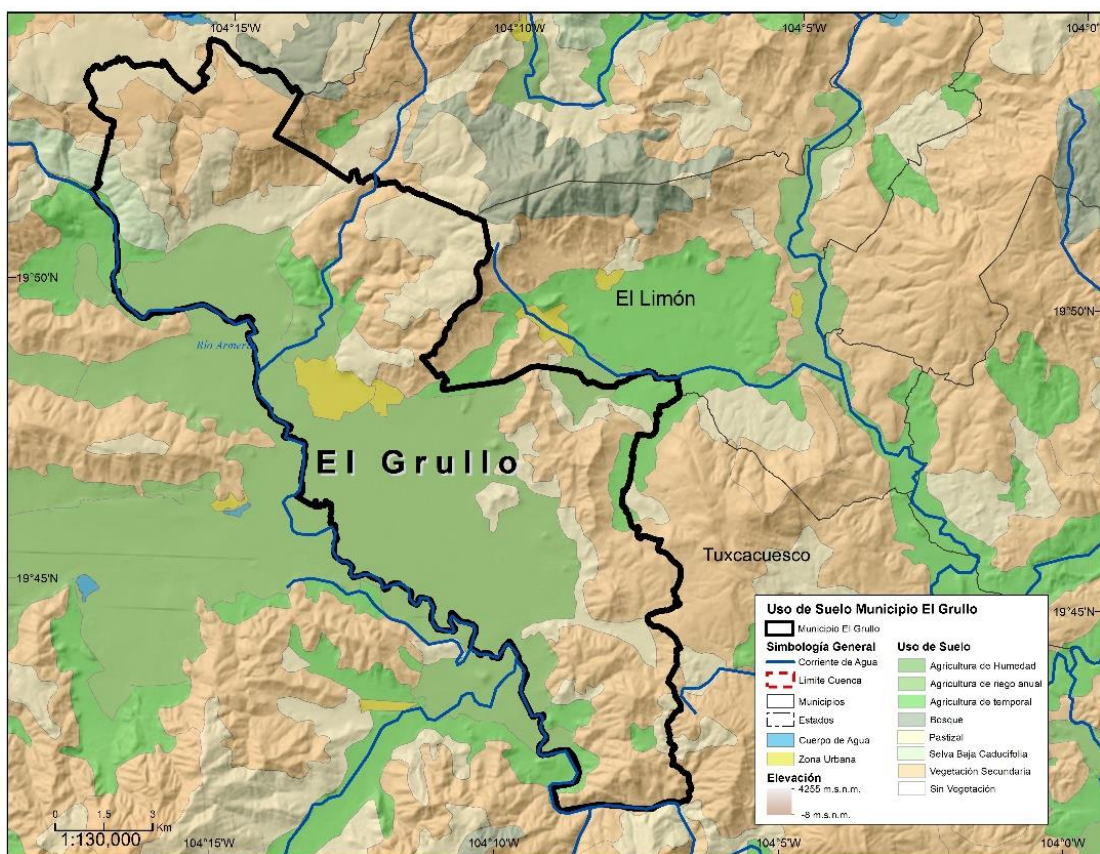 104°15'W
104°10'W
104°5'W
104°0'
19°50'N
19°50'N
El Limón
Río Armer
El Grullo
Tuxcacuesco
19°45'N
19°45'N
Uso de Suelo Municipio El Grullo
Municipio El Grullo
Simbología General
Corriente de Agua
Limite Cuenca
Municipios
Estados
Cuerpo de Agua
Zona Urbana
Elevación
4255 m.s.n.m.
-8 m.s.n.m.
Uso de Suelo
Agricultura de Humedad
Agricultura de riego anual
Agricultura de temporal
Bosque
Pastizal
Selva Baja Caducifolia
Vegetación Secundaria
Sin Vegetación
0 1.5 3
Km
1:130,000
104°15'W
104°10'W
104°5'W
104°0'W